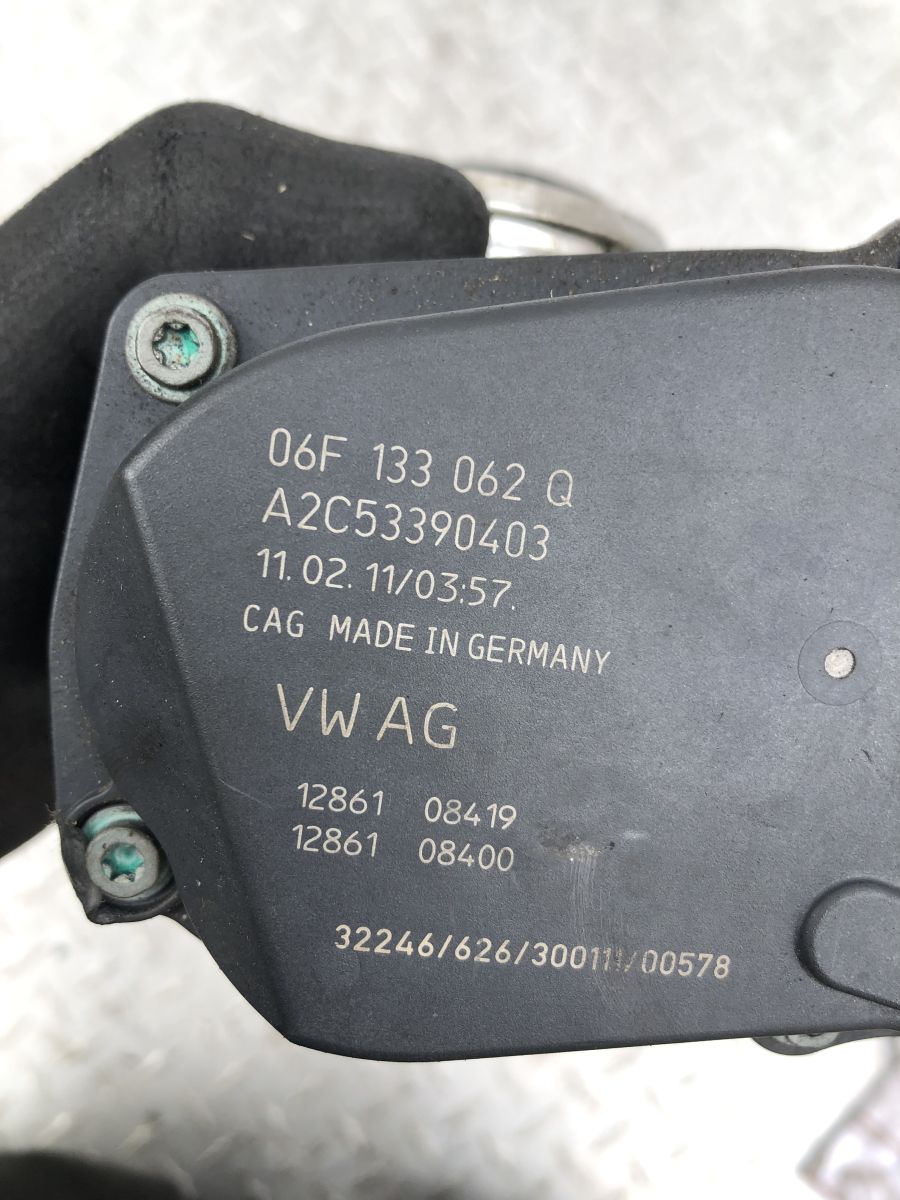 06F 133 062 Q
A2C53390403
11.02.11/03:57.
CAG MADE IN GERMANY
VW AG
12861 08419
12861 08400